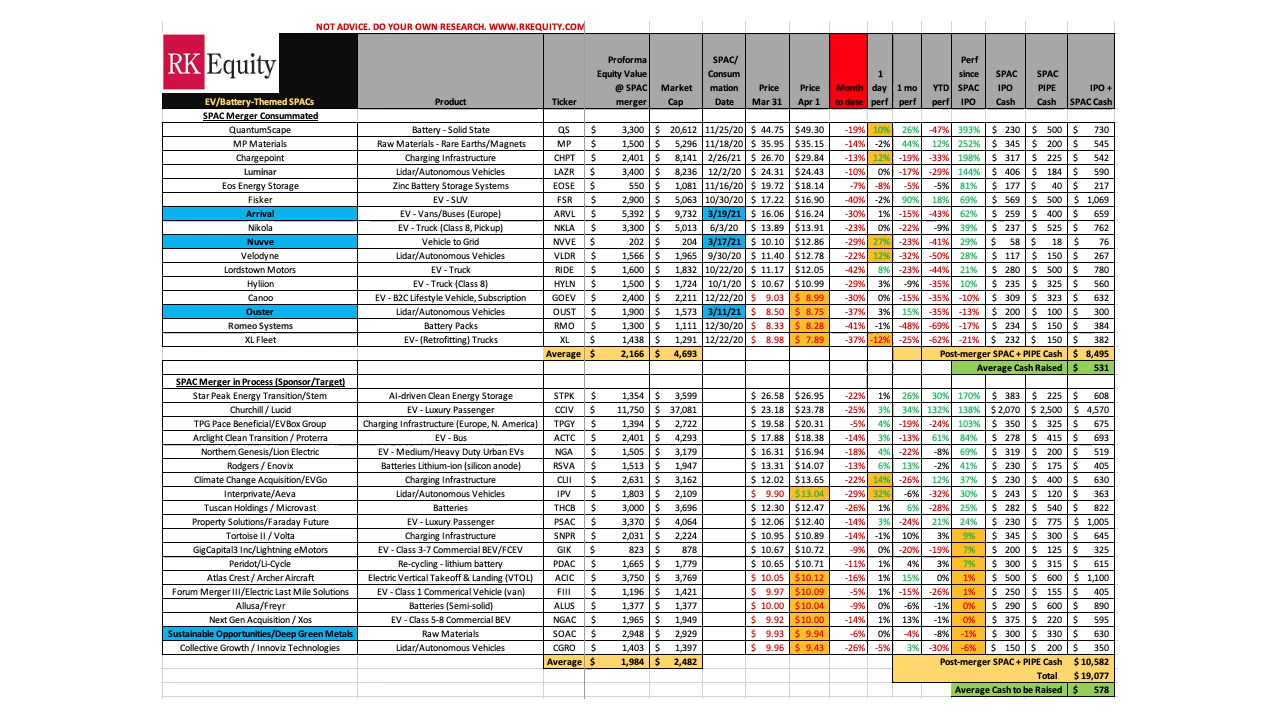 NOT ADVICE. DO YOUR OWN RESEARCH. WWW.RKEQUITY.COM
RK Equity
EV/Battery-Themed SPACs Product Ticker Proforma Equity Value @ SPAC merger Market Cap SPAC/ Consum mation Date Price Mar 31 Price Apr 1 Month to date 1 day perf 1 mo perf YTD perf Perf since SPAC IPO SPAC IPO Cash SPAC PIPE Cash IPO + SPAC Cash
SPAC Merger Consummated
QuantumScape Battery - Solid State QS $ 3,300 $ 20,612 11/25/20 $ 44.75 $49.30 -19% 10% 26% -47% 393% $ 230 $ 500 $ 730
MP Materials Raw Materials - Rare Earths/Magnets MP $ 1,500 $ 5,296 11/18/20 $ 35.95 $35.15 -14% -2% 44% 12% 252% $ 345 $ 200 $ 545
Chargepoint Charging Infrastructure CHPT $ 2,401 $ 8,141 2/26/21 $ 26.70 $29.84 -13% 12% -19% -33% 198% $ 317 $ 225 $ 542
Luminar Lidar/Autonomous Vehicles LAZR $ 3,400 $ 8,236 12/2/20 $ 24.31 $24.43 -10% 0% -17% -29% 144% $ 406 $ 184 $ 590
Eos Energy Storage Zinc Battery Storage Systems EOSE $ 550 $ 1,081 11/16/20 $ 19.72 $18.14 -7% -8% -5% -5% 81% $ 177 $ 40 $ 217
Fisker EV - SUV FSR $ 2,900 $ 5,063 10/30/20 $ 17.22 $16.90 -40% -2% 90% 18% 69% $ 569 $ 500 $ 1,069
Arrival EV - Vans/Buses (Europe) ARVL $ 5,392 $ 9,732 3/19/21 $ 16.06 $16.24 -30% 1% -15% -43% 62% $ 259 $ 400 $ 659
Nikola EV - Truck (Class 8, Pickup) NKLA $ 3,300 $ 5,013 6/3/20 $ 13.89 $13.91 -23% 0% -22% -9% 39% $ 237 $ 525 $ 762
Nuvve Vehicle to Grid NVVE $ 202 $ 204 3/17/21 $ 10.10 $12.86 -29% 27% -23% -41% 29% $ 58 $ 18 $ 76
Velodyne Lidar/Autonomous Vehicles VLDR $ 1,566 $ 1,965 9/30/20 $ 11.40 $12.78 -22% 12% -32% -50% 28% $ 117 $ 150 $ 267
Lordstown Motors EV - Truck RIDE $ 1,600 $ 1,832 10/22/20 $ 11.17 $12.05 -42% 8% -23% -44% 21% $ 280 $ 500 $ 780
Hyliion EV - Truck (Class 8) HYLN $ 1,500 $ 1,724 10/1/20 $ 10.67 $10.99 -29% 3% -9% -35% 10% $ 235 $ 325 $ 560
Canoo EV - B2C Lifestyle Vehicle, Subscription GOEV $ 2,400 $ 2,211 12/22/20 $ 9.03 $ 8.99 -30% 0% -15% -35% -10% $ 309 $ 323 $ 632
Ouster Lidar/Autonomous Vehicles OUST $ 1,900 $ 1,573 3/11/21 $ 8.50 $ 8.75 -37% 3% 15% -35% -13% $ 200 $ 100 $ 300
Romeo Systems Battery Packs RMO $ 1,300 $ 1,111 12/30/20 $ 8.33 $ 8.28 -41% -1% -48% -69% -17% $ 234 $ 150 $ 384
XL Fleet EV- (Retrofitting) Trucks XL $ 1,438 $ 1,291 12/22/20 $ 8.98 $ 7.89 -37% -12% -25% -62% -21% $ 232 $ 150 $ 382
Average $ 2,166 $ 4,693 Post-merger SPAC + PIPE Cash $ 8,495
Average Cash Raised $ 531
SPAC Merger in Process (Sponsor/Target)
Star Peak Energy Transition/Stem AI-driven Clean Energy Storage STPK $ 1,354 $ 3,599 $ 26.58 $26.95 -22% 1% 26% 30% 170% $ 383 $ 225 $ 608
Churchill / Lucid EV - Luxury Passenger CCIV $ 11,750 $ 37,081 $ 23.18 $23.78 -25% 3% 34% 132% 138% $ 2,070 $ 2,500 $ 4,570
TPG Pace Beneficial/EVBox Group Charging Infrastructure (Europe, N. America) TPGY $ 1,394 $ 2,722 $ 19.58 $20.31 -5% 4% -19% -24% 103% $ 350 $ 325 $ 675
Arclight Clean Transition / Proterra EV - Bus ACTC $ 2,401 $ 4,293 $ 17.88 $18.38 -14% 3% -13% 61% 84% $ 278 $ 415 $ 693
Northern Genesis/Lion Electric EV - Medium/Heavy Duty Urban EVs NGA $ 1,505 $ 3,179 $ 16.31 $16.94 -18% 4% -22% -8% 69% $ 319 $ 200 $ 519
Rodgers / Enovix Batteries Lithium-ion (silicon anode) RSVA $ 1,513 $ 1,947 $ 13.31 $14.07 -13% 6% 13% -2% 41% $ 230 $ 175 $ 405
Climate Change Acquisition/EVGo Charging Infrastructure CLII $ 2,631 $ 3,162 $ 12.02 $13.65 -22% 14% -26% 12% 37% $ 230 $ 400 $ 630
Interprivate/Aeva Lidar/Autonomous Vehicles IPV $ 1,803 $ 2,109 $ 9.90 $13.04 -29% 32% -6% -32% 30% $ 243 $ 120 $ 363
Tuscan Holdings / Microvast Batteries THCB $ 3,000 $ 3,696 $ 12.30 $12.47 -26% 1% 6% -28% 25% $ 282 $ 540 $ 822
Property Solutions/Faraday Future EV - Luxury Passenger PSAC $ 3,370 $ 4,064 $ 12.06 $12.40 -14% 3% -24% 21% 24% $ 230 $ 775 $ 1,005
Tortoise II / Volta Charging Infrastructure SNPR $ 2,031 $ 2,224 $ 10.95 $10.89 -14% -1% 10% 3% 9% $ 345 $ 300 $ 645
GigCapital3 Inc/Lightning eMotors EV - Class 3-7 Commercial BEV/FCEV GIK $ 823 $ 878 $ 10.67 $10.72 -9% 0% -20% -19% 7% $ 200 $ 125 $ 325
Peridot/Li-Cycle Re-cycling - lithium battery PDAC $ 1,665 $ 1,779 $ 10.65 $10.71 -11% 1% 4% 3% 7% $ 300 $ 315 $ 615
Atlas Crest / Archer Aircraft Electric Vertical Takeoff & Landing (VTOL) ACIC $ 3,750 $ 3,769 $ 10.05 $10.12 -16% 1% 15% 0% 1% $ 500 $ 600 $ 1,100
Forum Merger III/Electric Last Mile Solutions EV - Class 1 Commerical Vehicle (van) FIII $ 1,196 $ 1,421 $ 9.97 $10.09 -5% 1% -15% -26% 1% $ 250 $ 155 $ 405
Allusa/Freyr Batteries (Semi-solid) ALUS $ 1,377 $ 1,377 $ 10.00 $10.04 -9% 0% -6% -1% 0% $ 290 $ 600 $ 890
Next Gen Acquisition / Xos EV - Class 5-8 Commercial BEV NGAC $ 1,965 $ 1,949 $ 9.92 $10.00 -14% 1% 13% -1% 0% $ 375 $ 220 $ 595
Sustainable Opportunities/Deep Green Metals Raw Materials SOAC $ 2,948 $ 2,929 $ 9.93 $ 9.94 -6% 0% -4% -8% -1% $ 300 $ 330 $ 630
Collective Growth / Innoviz Technologies Lidar/Autonomous Vehicles CGRO $ 1,403 $ 1,397 $ 9.96 $ 9.43 -26% -5% 3% -30% -6% $ 150 $ 200 $ 350
Average $ 1,984 $ 2,482 Post-merger SPAC + PIPE Cash $ 10,582
Total $ 19,077
Average Cash to be Raised $ 578